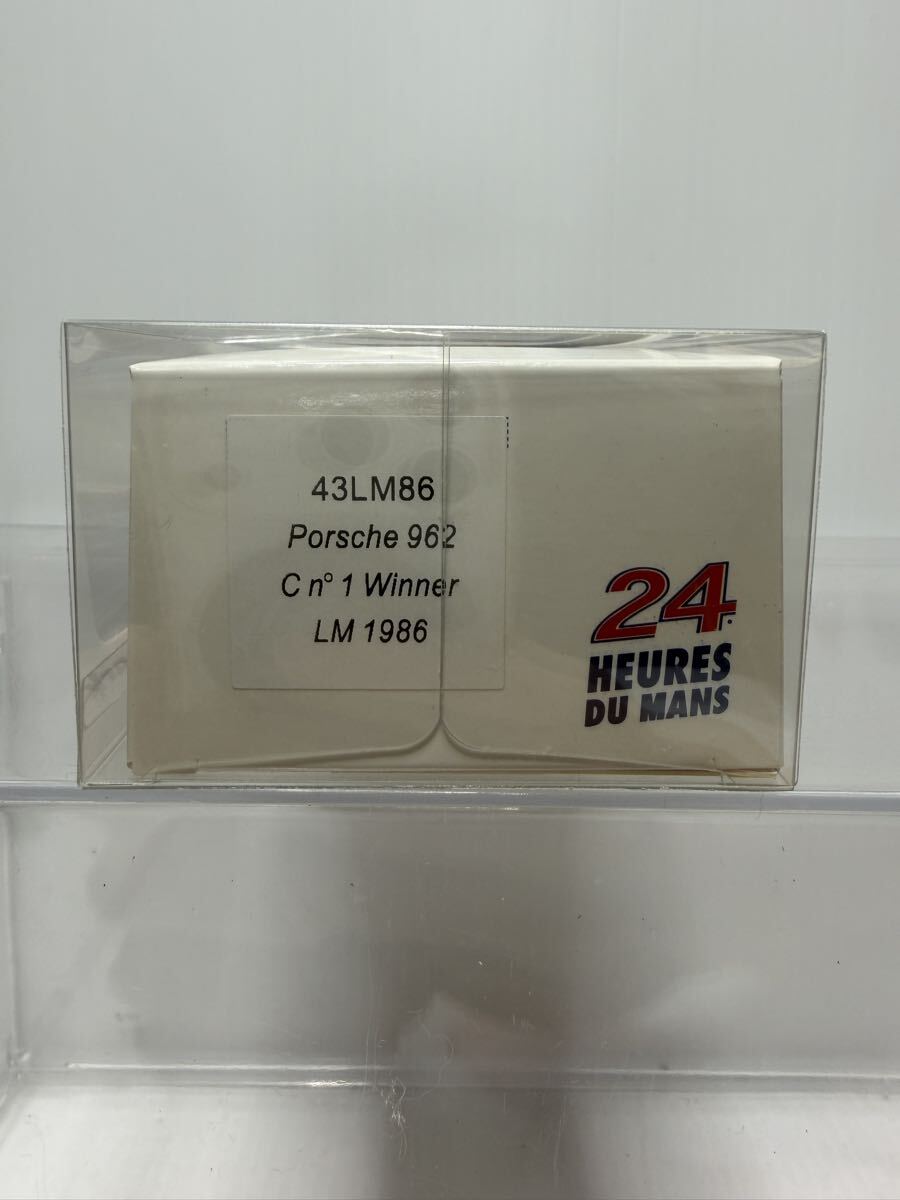 43LM86
Porsche 962
C n° 1 Winner
LM 1986
24
HEURES
DU MANS